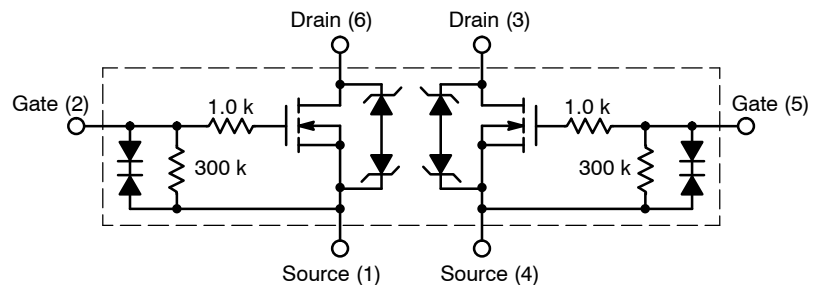 Drain (6)
Drain (3)
Gate (2)
1.0 k
1.0 k
Gate (5)
300 k
300 k
Source (1)
Source (4)